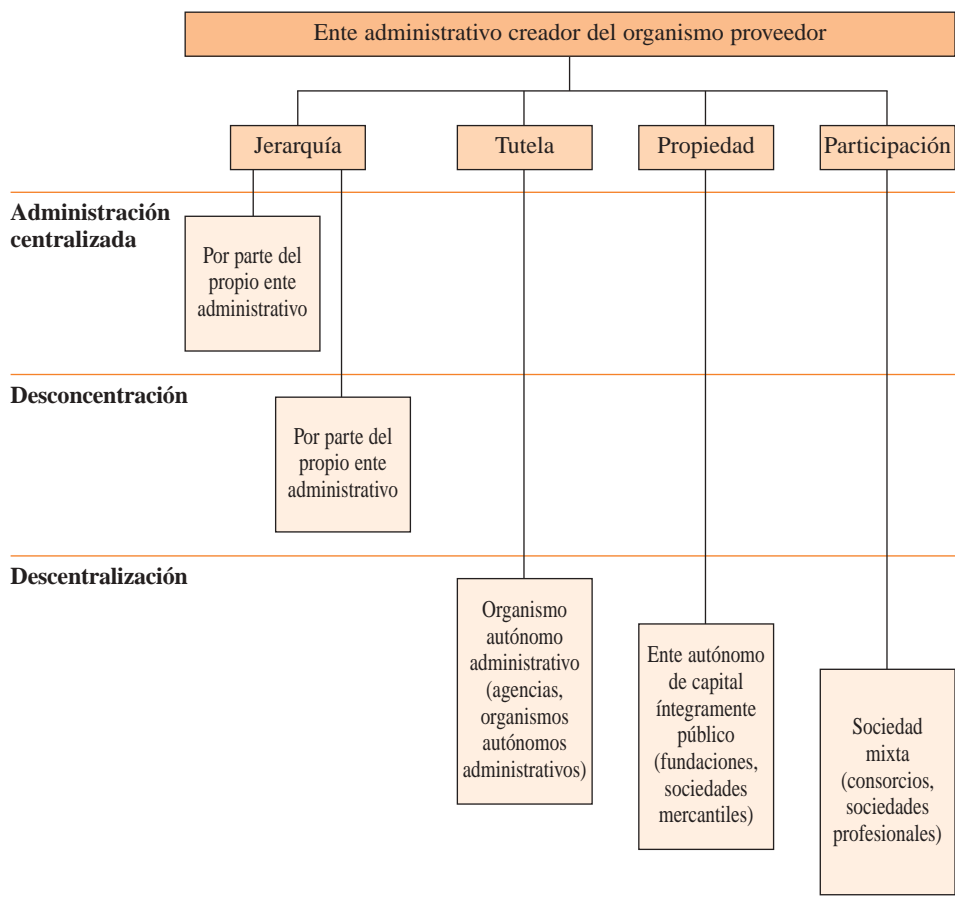 Ente administrativo creador del organismo proveedor
Jerarquía
Tutela
Propiedad
Participación
Administración
centralizada
Por parte del
propio ente
administrativo
Desconcentración
Por parte del
propio ente
administrativo
Descentralización
Organismo
autónomo
administrativo
(agencias,
organismos
autónomos
administrativos)
Ente autónomo
de capital
íntegramente
público
(fundaciones,
sociedades
mercantiles)
Sociedad
mixta
(consorcios,
sociedades
profesionales)